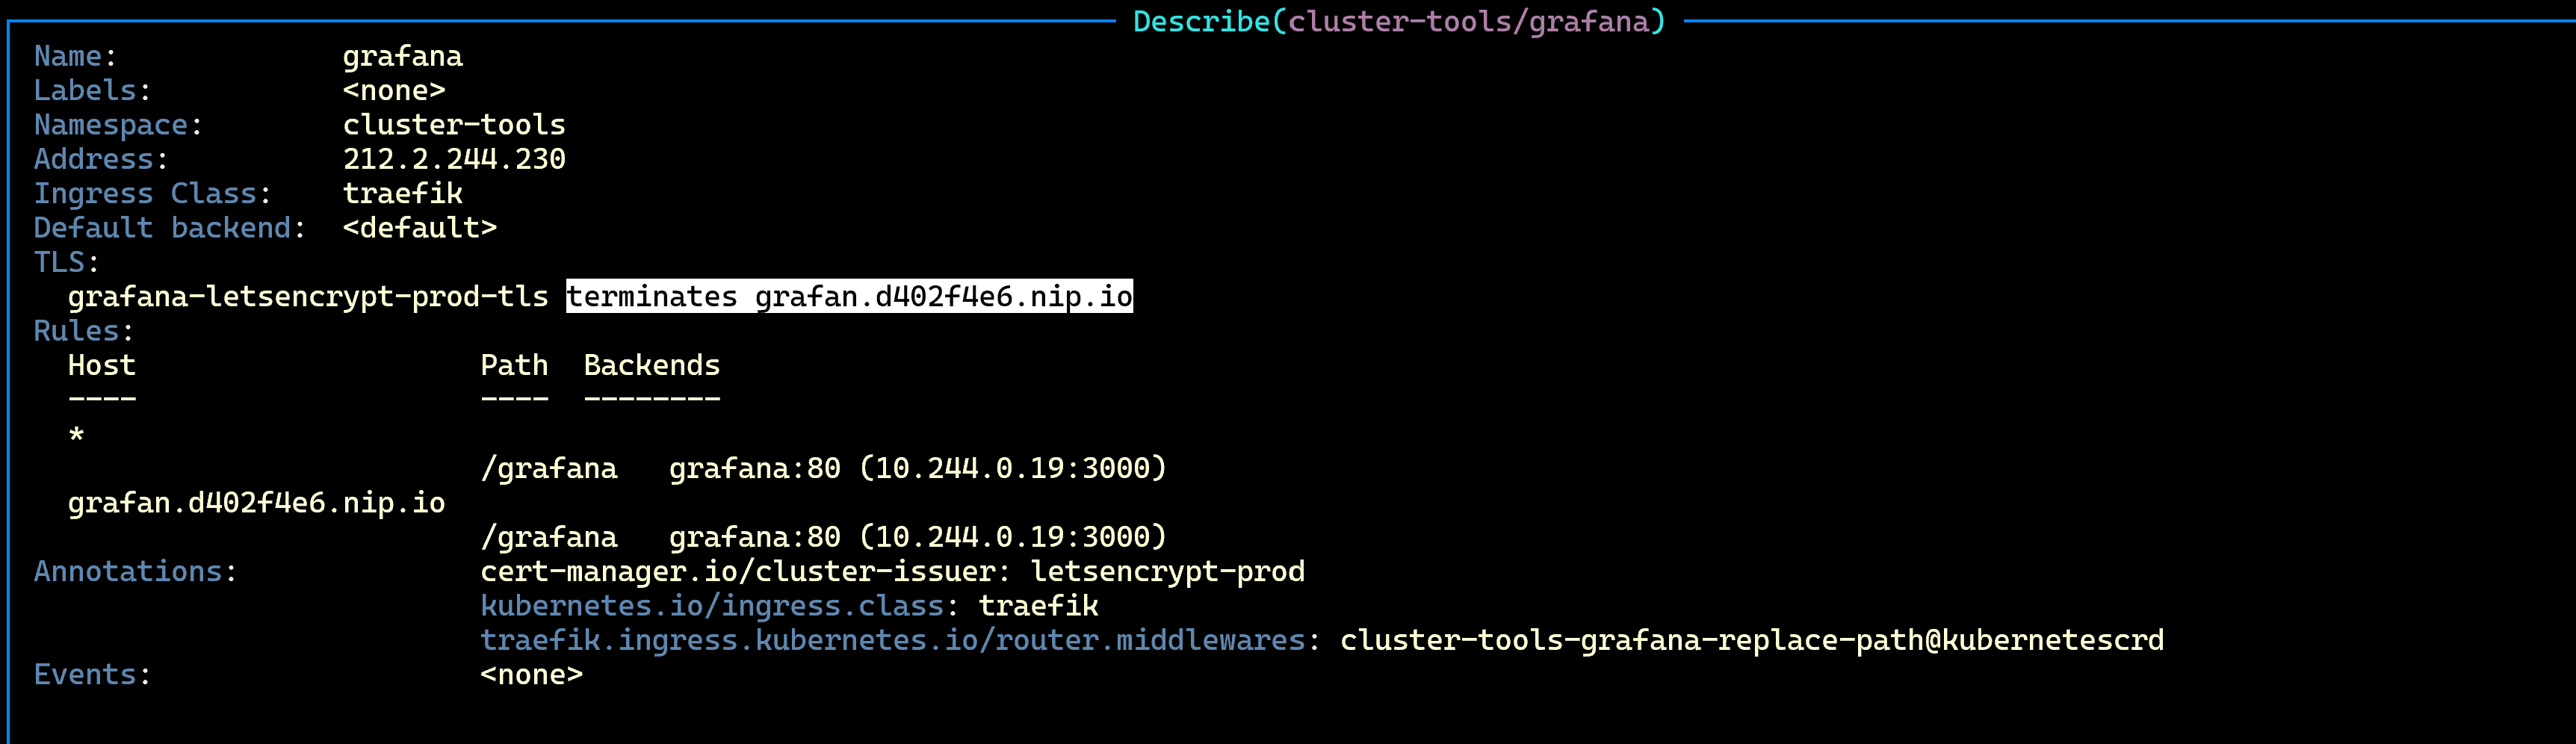 Describe(cluster-tools/grafana)
Name: grafana
Labels: <none>
Namespace: cluster-tools
Address: 212.2.244.230
Ingress Class: traefik
Default backend: <default>
TLS:
grafana-letsencrypt-prod-tls terminates grafan.d402f4e6.nip.io
Rules:
Host Path Backends
---- ---- --------
*
/grafana grafana:80 (10.244.0.19:3000)
grafan.d402f4e6.nip.io
/grafana grafana:80 (10.244.0.19:3000)
Annotations: cert-manager.io/cluster-issuer: letsencrypt-prod
kubernetes.io/ingress.class: traefik
traefik.ingress.kubernetes.io/router.middlewares: cluster-tools-grafana-replace-path@kubernetescrd
Events: <none>